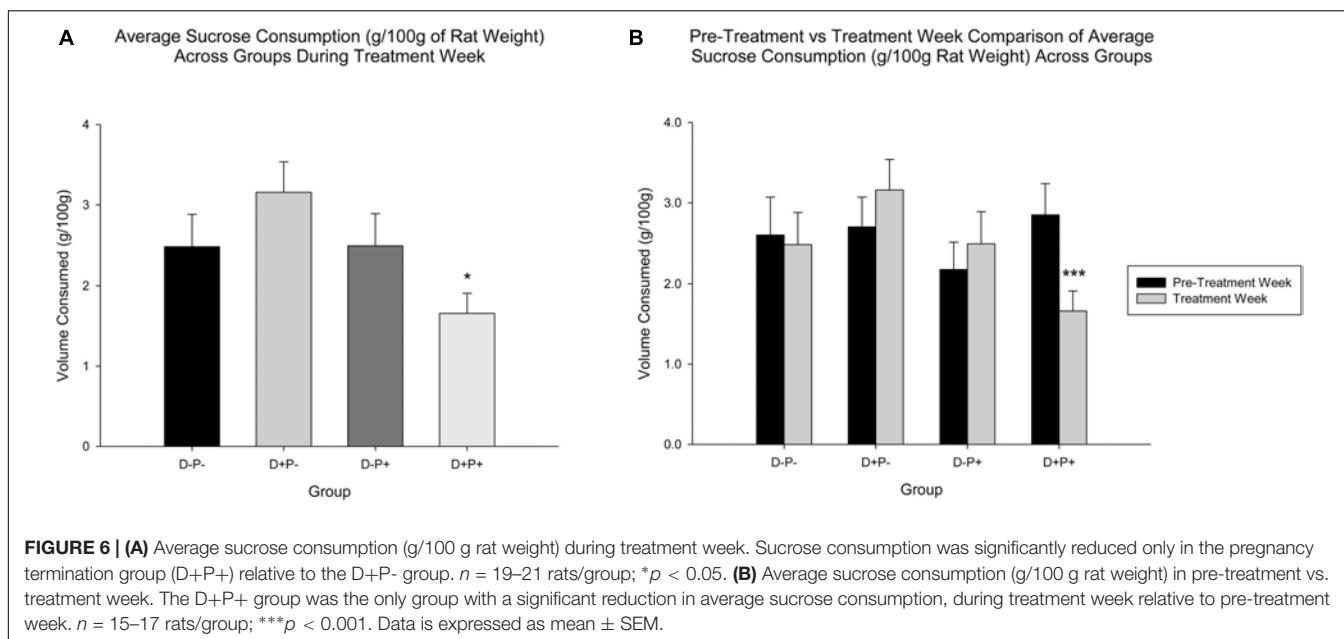 A
Average Sucrose Consumption (g/100g of Rat Weight)
Across Groups During Treatment Week
4
3
2
1
0
Volume Consumed (g/100g)
*
D-P-
D+P-
D-P+
D+P+
Group
B
Pre-Treatment vs Treatment Week Comparison of Average
Sucrose Consumption (g/100g Rat Weight) Across Groups
4.0
3.0
2.0
1.0
0.0
Volume Consumed (g/100g)
***
D-P-
D+P-
D-P+
D+P+
Group
Pre-Treatment Week
Treatment Week
FIGURE 6 | (A) Average sucrose consumption (g/100 g rat weight) during treatment week. Sucrose consumption was significantly reduced only in the pregnancy
termination group (D+P+) relative to the D+P- group. n = 19–21 rats/group; *p < 0.05. (B) Average sucrose consumption (g/100 g rat weight) in pre-treatment vs.
treatment week. The D+P+ group was the only group with a significant reduction in average sucrose consumption, during treatment week relative to pre-treatment
week. n = 15–17 rats/group; ***p < 0.001. Data is expressed as mean ± SEM.